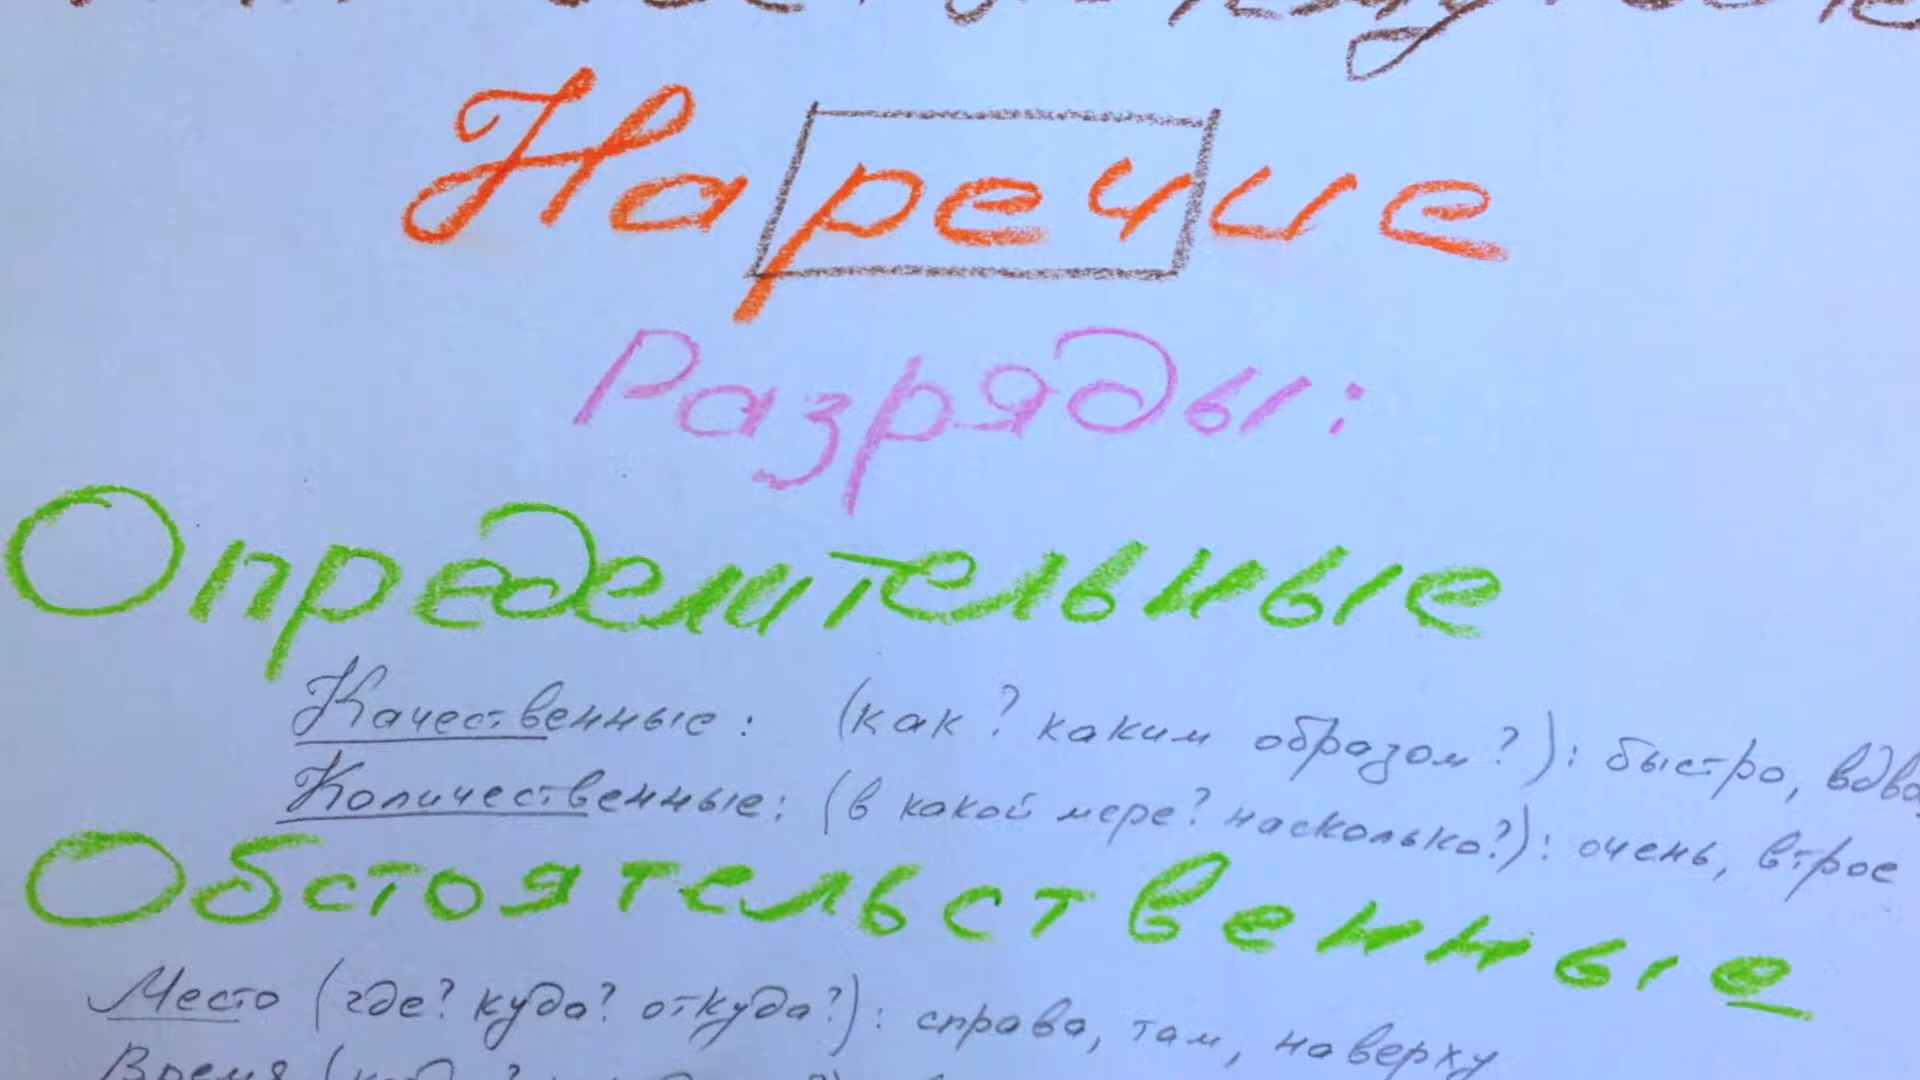 Наречие
Разряды:
Определительные
Качественные: (как? каким образом?): быстро,
Количественные: (в какой мере? насколько?): очень, втрое
Обстоятельственные
Место (где? куда? откуда?): справа, там, наверху
Время